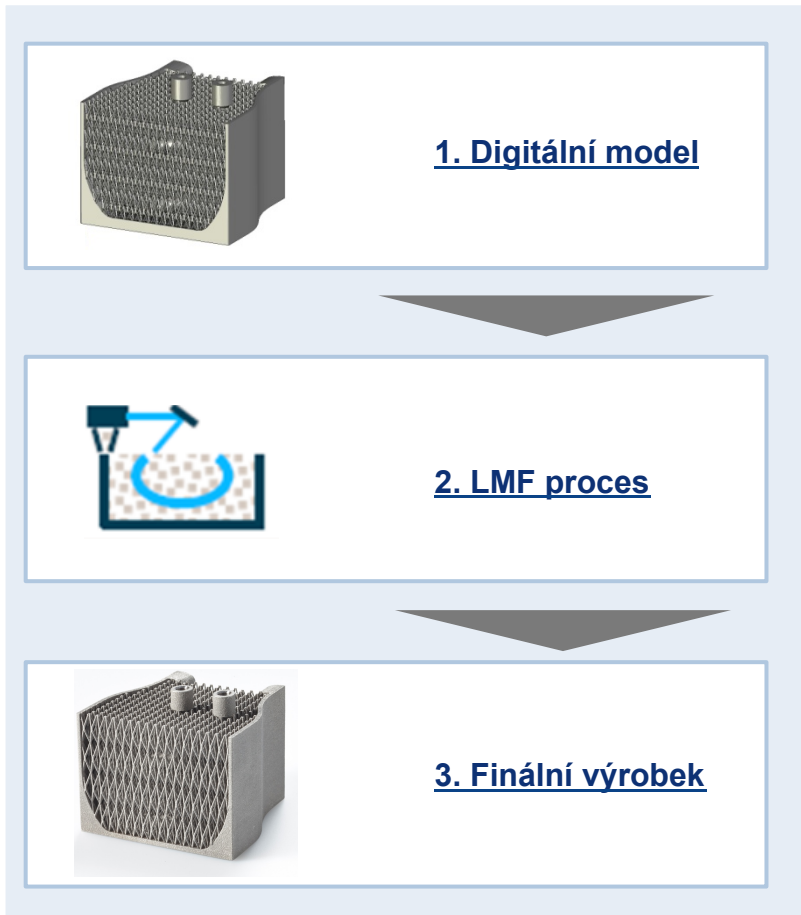 1. Digitální model
2. LMF proces
3. Finální výrobek